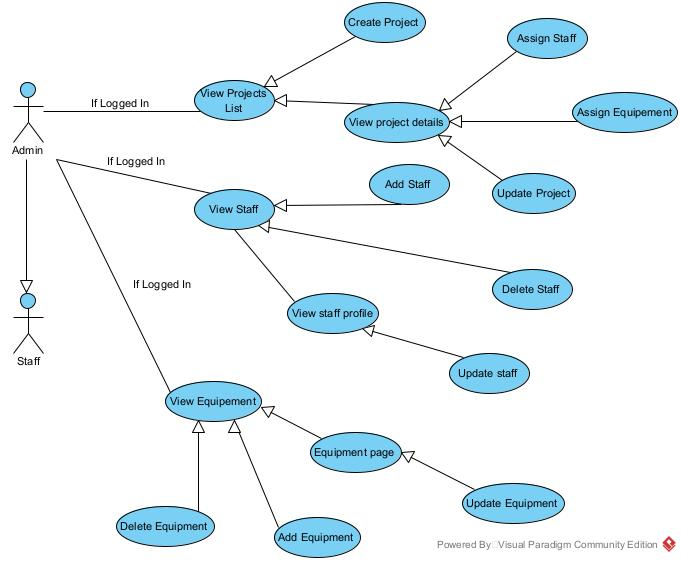 Create Project
Assign Staff
View Projects
List
If Logged In
Assign Equipement
View project details
Admin
If Logged In
Add Staff
Update Project
View Staff
Delete Staff
If Logged In
View staff profile
Staff
Update staff
View Equipement
Equipment page
Update Equipment
Delete Equipment
Add Equipment
Powered By Visual Paradigm Community Edition